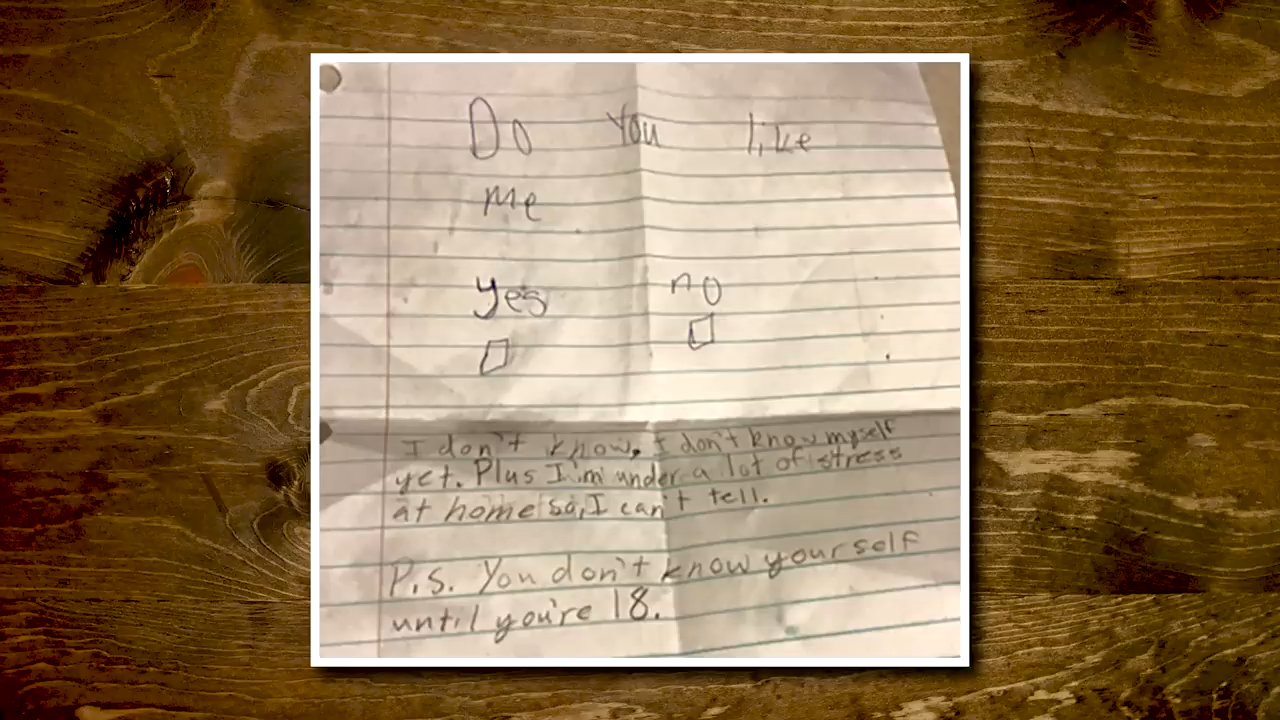 Do you like
me
yes no
I don't know, I don't know myself
yet. Plus I'm under a lot of stress
at home so, I can't tell.
P.s. You don't know yourself
until you're 18.